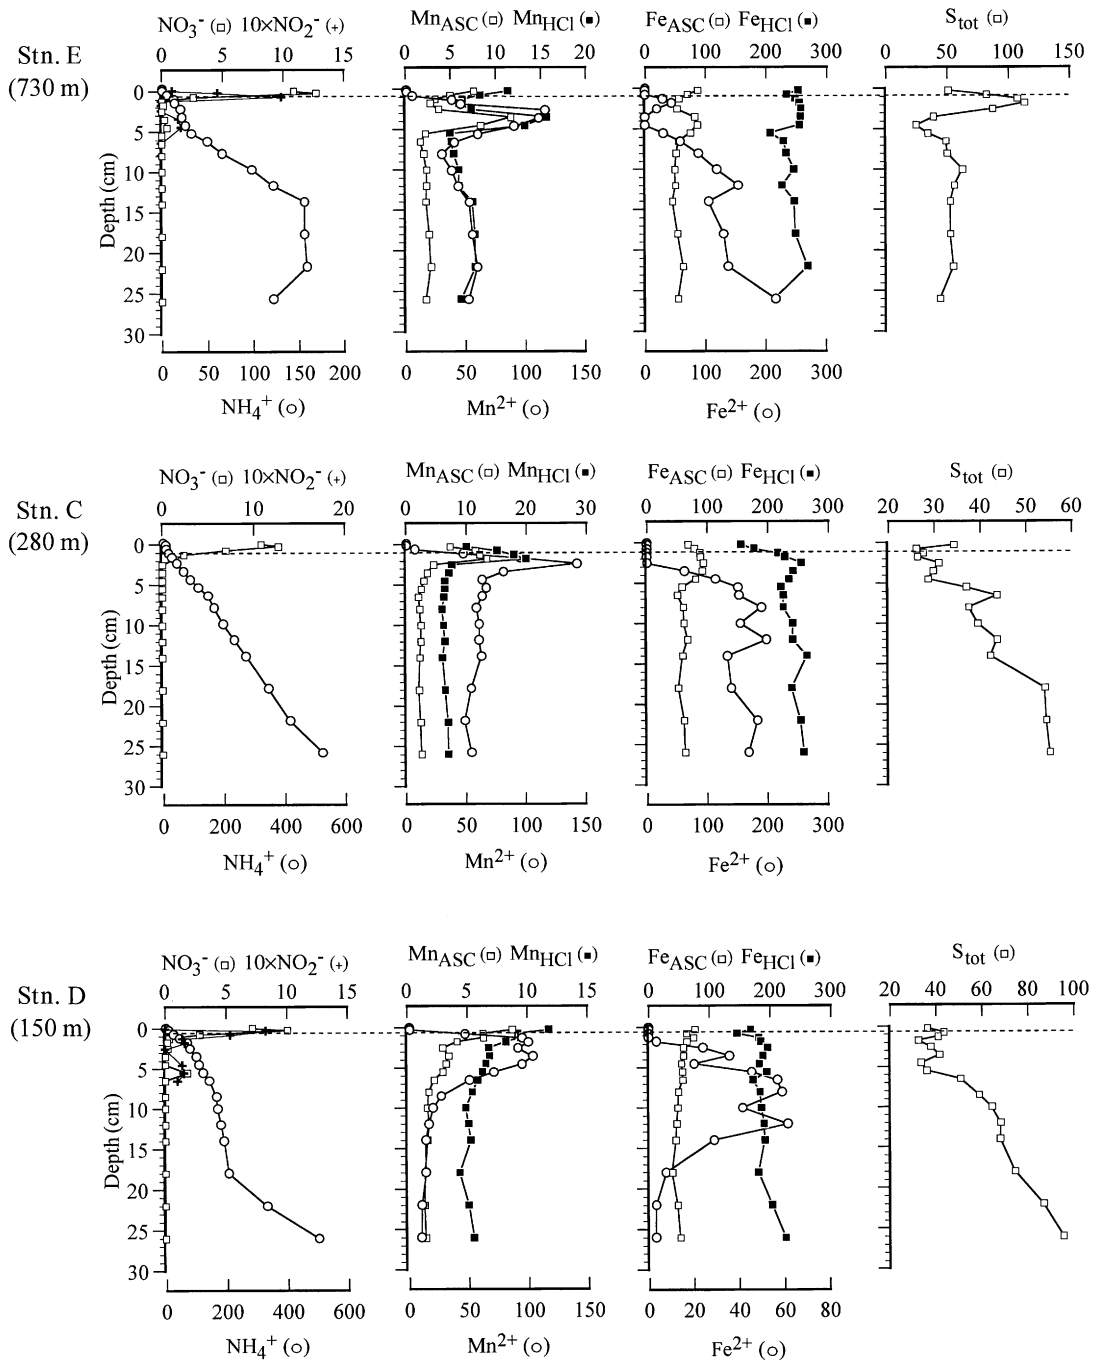 NO3- (□) 10×NO2- (+) MnASC (□) MnHCl (■) FeASC (□) FeHCl (■) Stot (□)
Stn. E
(730 m)
0 5 10 15 0 5 10 15 20 0 100 200 300 0 50 100 150
0
5
10
15
20
25
30
Depth (cm)
0 50 100 150 200 0 50 100 150 0 100 200 300
NH4+ (o) Mn2+ (o) Fe2+ (o)
NO3- (□) 10×NO2- (+) MnASC (□) MnHCl (■) FeASC (□) FeHCl (■) Stot (□)
Stn. C
(280 m)
0 10 20 0 10 20 30 0 100 200 300 20 30 40 50 60
0
5
10
15
20
25
30
Depth (cm)
0 200 400 600 0 50 100 150 0 100 200 300
NH4+ (o) Mn2+ (o) Fe2+ (o)
NO3- (□) 10×NO2- (+) MnASC (□) MnHCl (■) FeASC (□) FeHCl (■) Stot (□)
Stn. D
(150 m)
0 5 10 15 0 5 10 15 0 100 200 300 20 40 60 80 100
0
5
10
15
20
25
30
Depth (cm)
0 200 400 600 0 50 100 150 0 20 40 60 80
NH4+ (o) Mn2+ (o) Fe2+ (o)